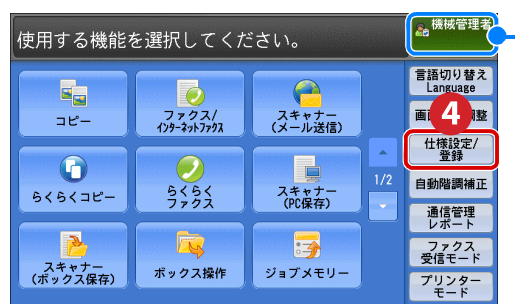 使用する機能を選択してください。
機械管理者
コピー
ファクス/
インターネットファクス
スキャナー
(メール送信)
らくらくコピー
らくらく
ファクス
スキャナー
(PC保存)
スキャナー
(ボックス保存)
ボックス操作
ジョブメモリー
1/2
言語切り替え
Language
4
整
仕様設定/
登録
自動階調補正
通信管理
レポート
ファクス
受信モード
プリンター
モード